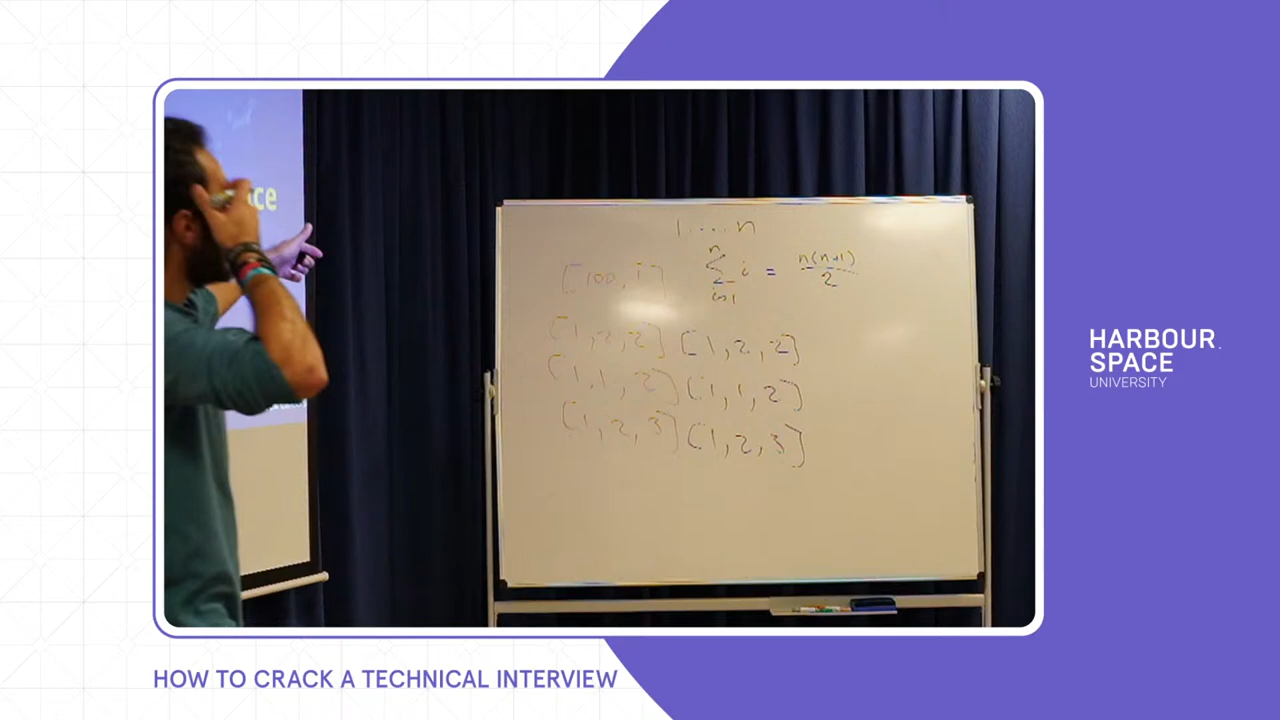 ce
1....n
[100, 1]
n
∑ i = n(n+1)/2
i=1
[1,2,2] [1,2,2]
[1,1,2] [1,1,2]
[1,2,3] [1,2,3]
HARBOUR.
SPACE
UNIVERSITY
HOW TO CRACK A TECHNICAL INTERVIEW